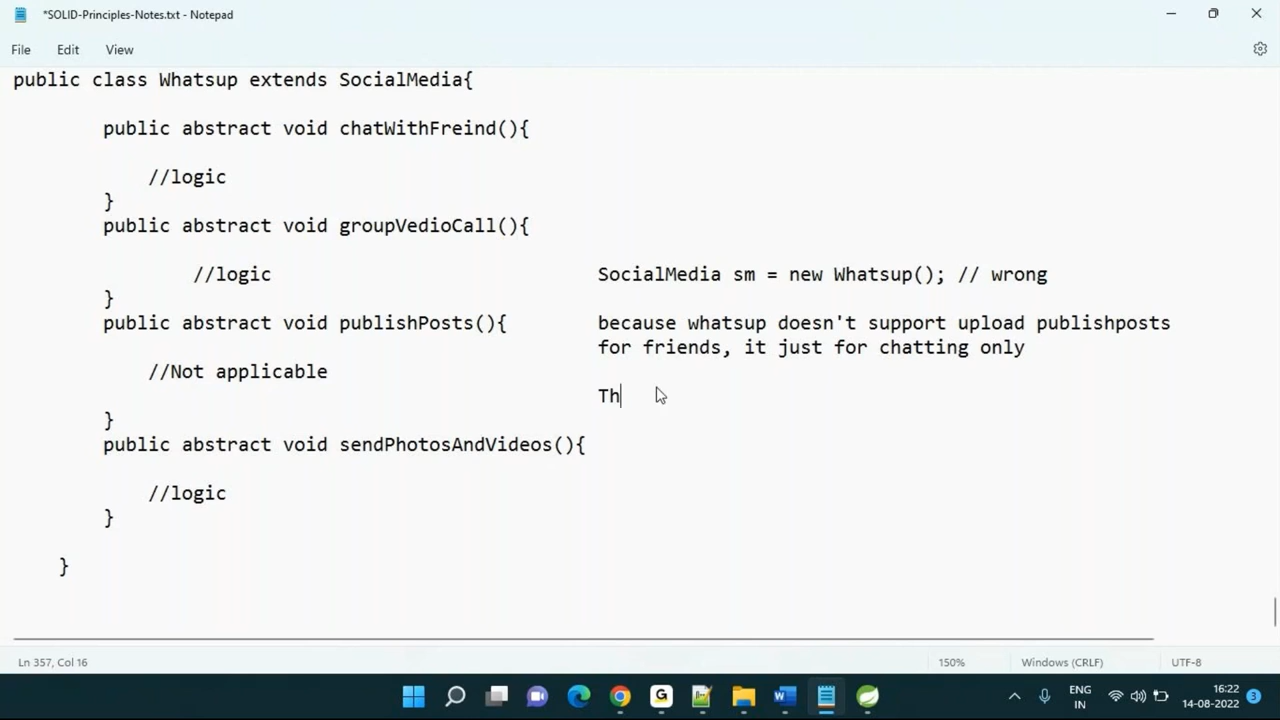 *SOLID-Principles-Notes.txt - Notepad
File Edit View
public class Whatsup extends SocialMedia{
public abstract void chatWithFreind(){
//logic
}
public abstract void groupVedioCall(){
//logic SocialMedia sm = new Whatsup(); // wrong
}
public abstract void publishPosts(){ because whatsup doesn't support upload publishposts
for friends, it just for chatting only
//Not applicable
Th
}
public abstract void sendPhotosAndVideos(){
//logic
}
}
Ln 357, Col 16 150% Windows (CRLF) UTF-8
ENG 16:22
IN 14-08-2022 3